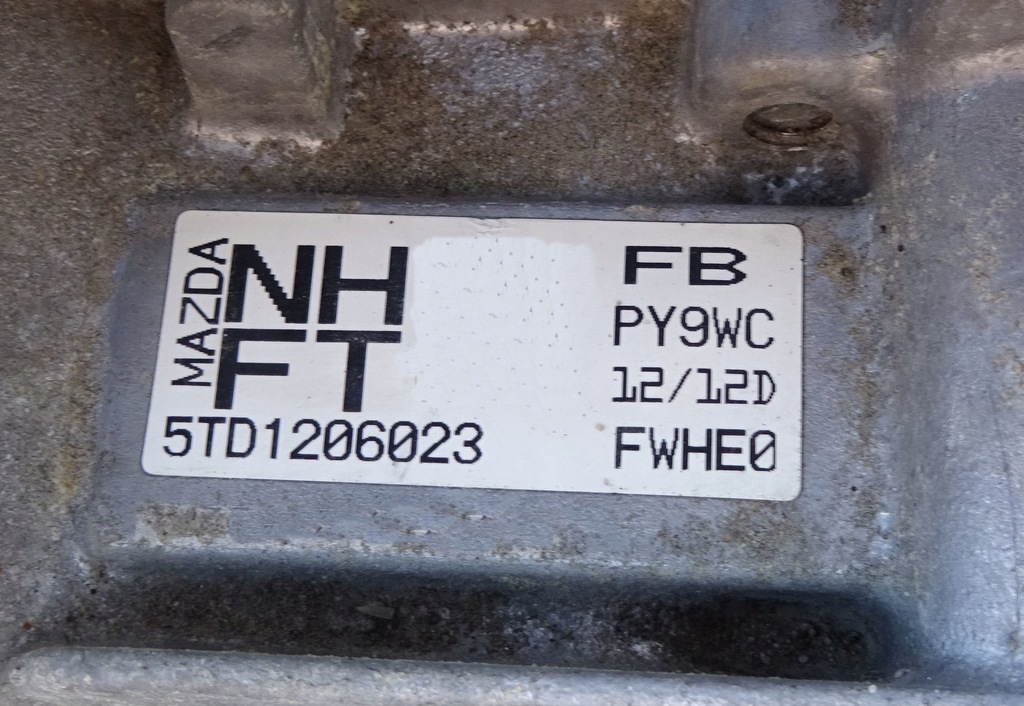 MAZDA
NH
FT
5TD1206023
FB
PY9WC
12/12D
FWHE0